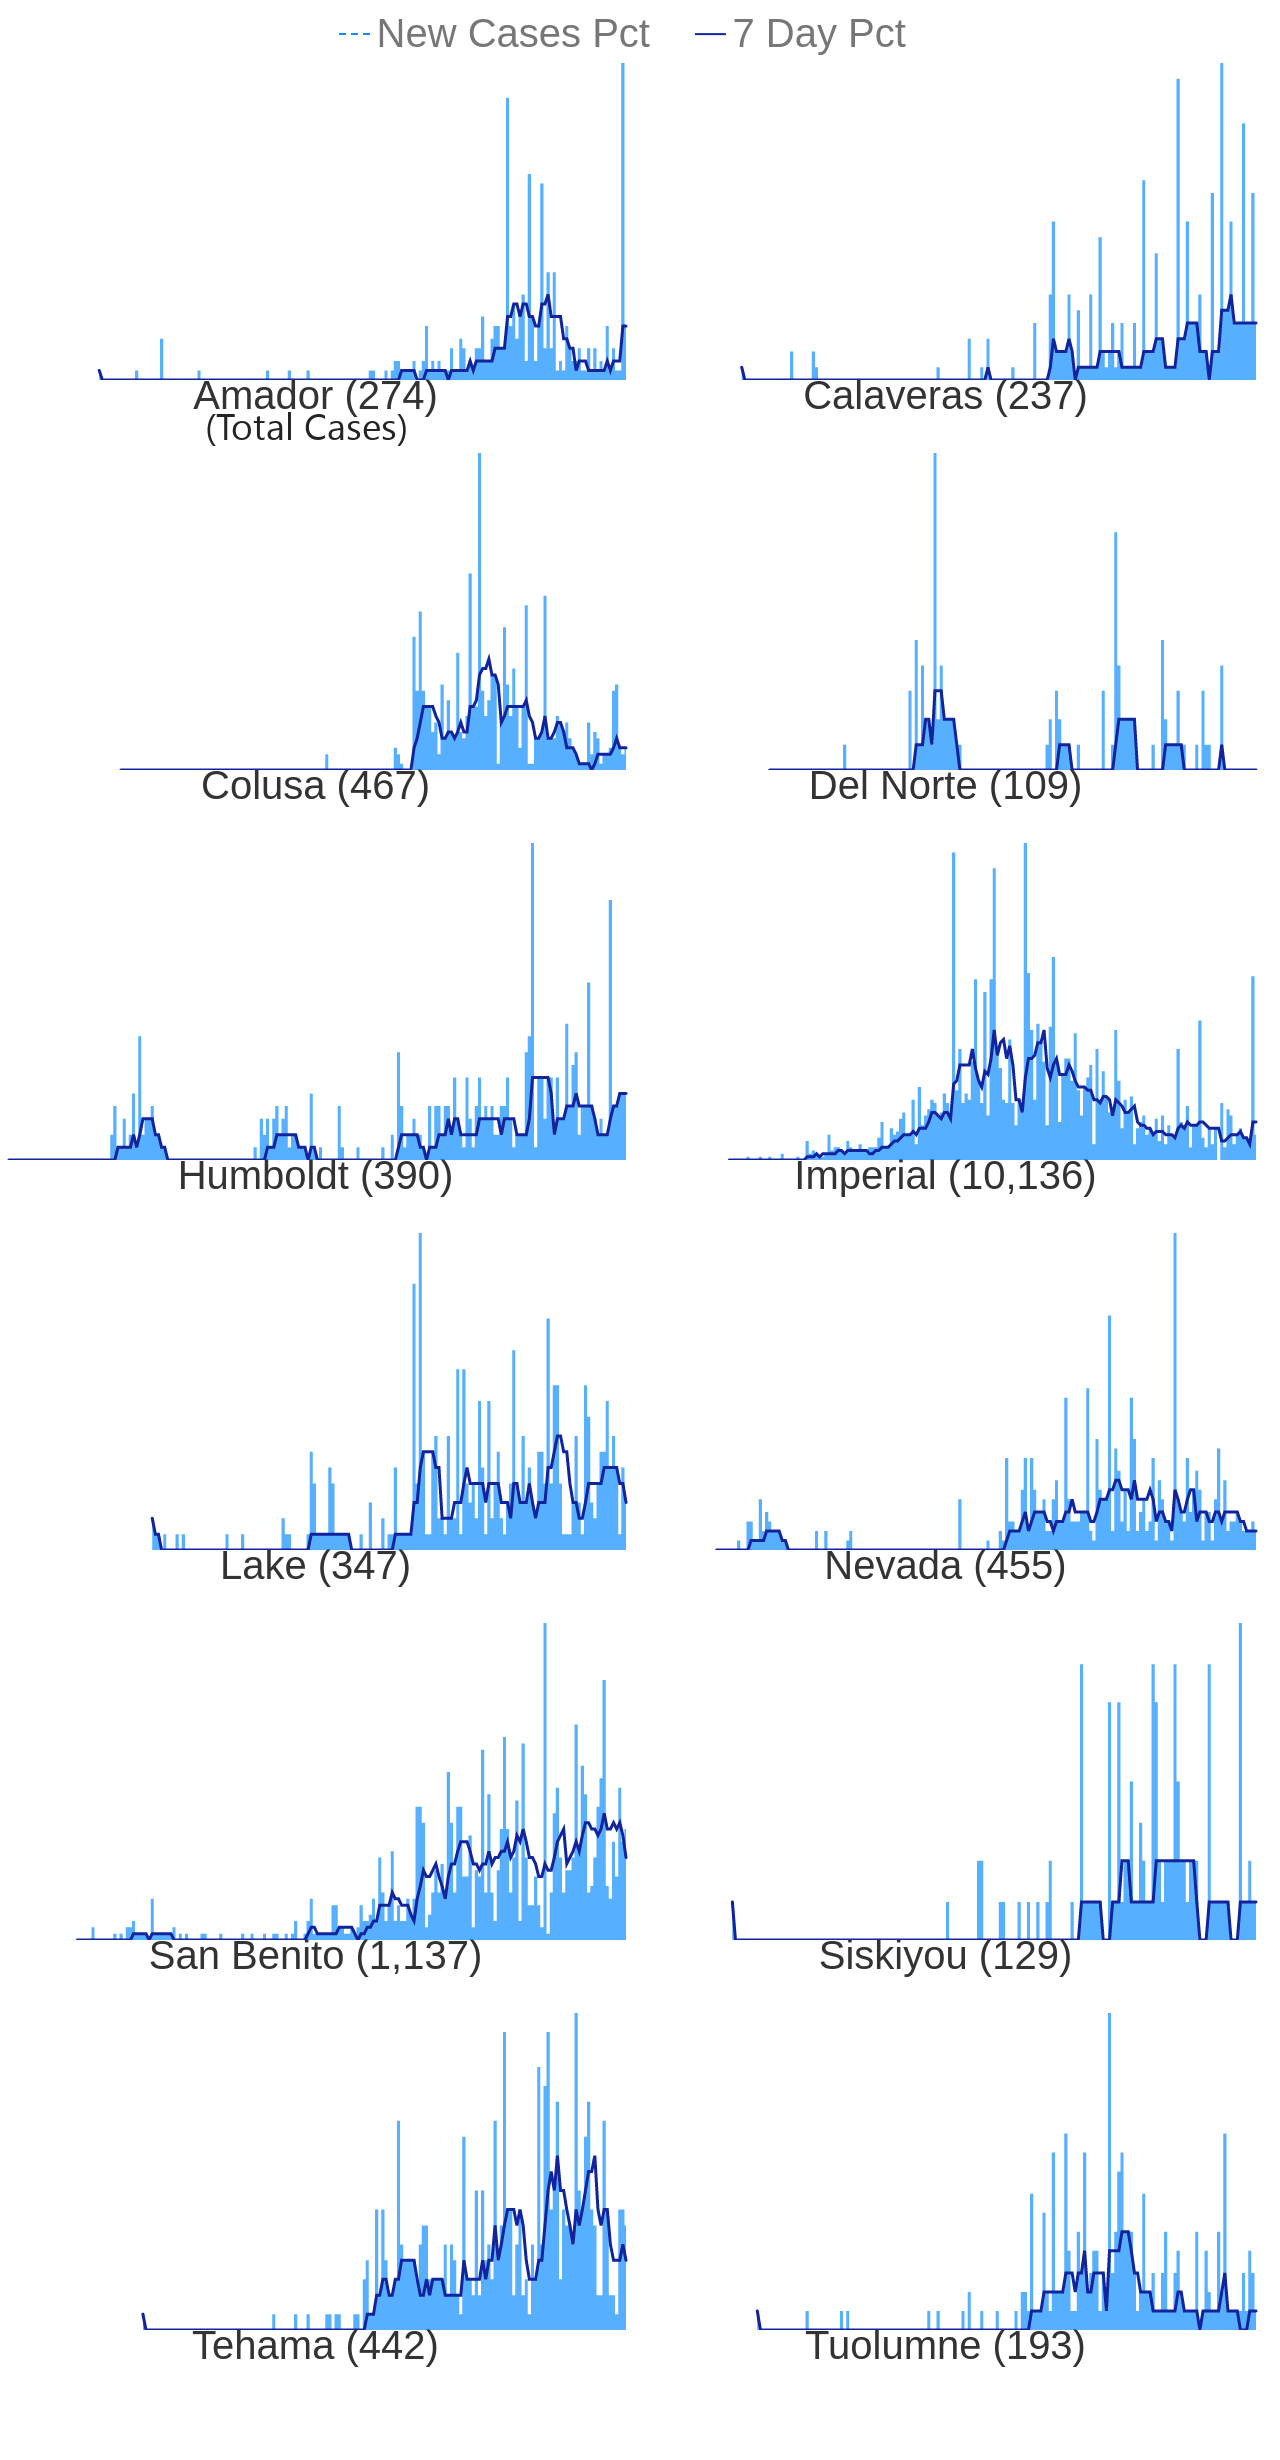 New Cases Pct 7 Day Pct
Amador (274) Calaveras (237)
(Total Cases)
Colusa (467) Del Norte (109)
Humboldt (390) Imperial (10,136)
Lake (347) Nevada (455)
San Benito (1,137) Siskiyou (129)
Tehama (442) Tuolumne (193)